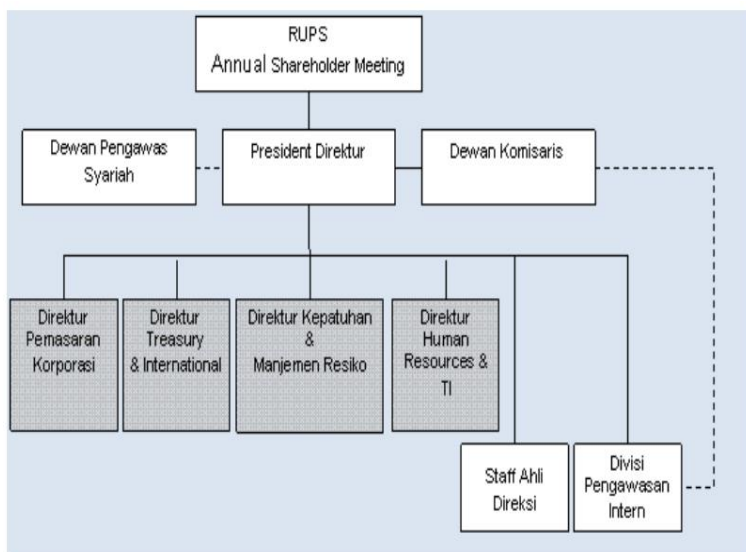 RUPS
Annual Shareholder Meeting
Dewan Pengawas
Syariah
President Direktur
Dewan Komisaris
Direktur
Pemasaran
Korporasi
Direktur
Treasury
& International
Direktur Kepatuhan
&
Manjemen Resiko
Direktur
Human
Resources &
TI
Staff Ahli
Direksi
Divisi
Pengawasan
Intern